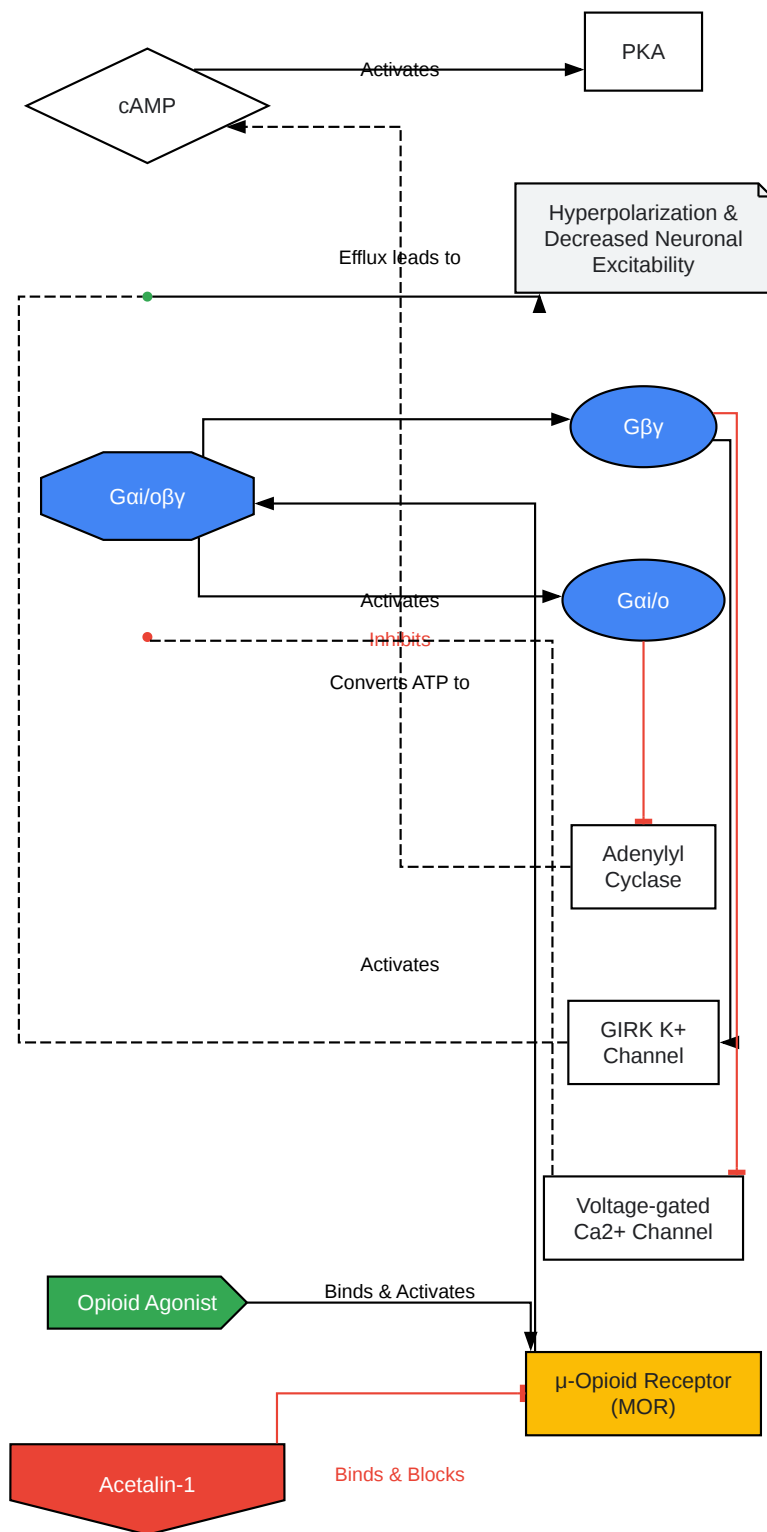 cAMP
Activates
PKA
Hyperpolarization &
Decreased Neuronal
Excitability
Efflux leads to
Gβγ
Gαi/oβγ
Gαi/o
Activates
Inhibits
Converts ATP to
Adenylyl
Cyclase
Activates
GIRK K+
Channel
Voltage-gated
Ca2+ Channel
Opioid Agonist
Binds & Activates
μ-Opioid Receptor
(MOR)
Binds & Blocks
Acetalin-1